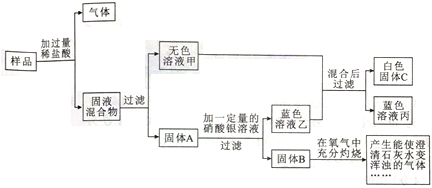 样品
加过量
稀盐酸
气体
固液
混合物
过滤
无色
溶液甲
固体A
加一定量的
硝酸银溶液
过滤
蓝色
溶液乙
固体B
混合后
过滤
白色
固体C
蓝色
溶液丙
在氧气中
充分灼烧
产生能使澄
清石灰水变
浑浊的气体
……